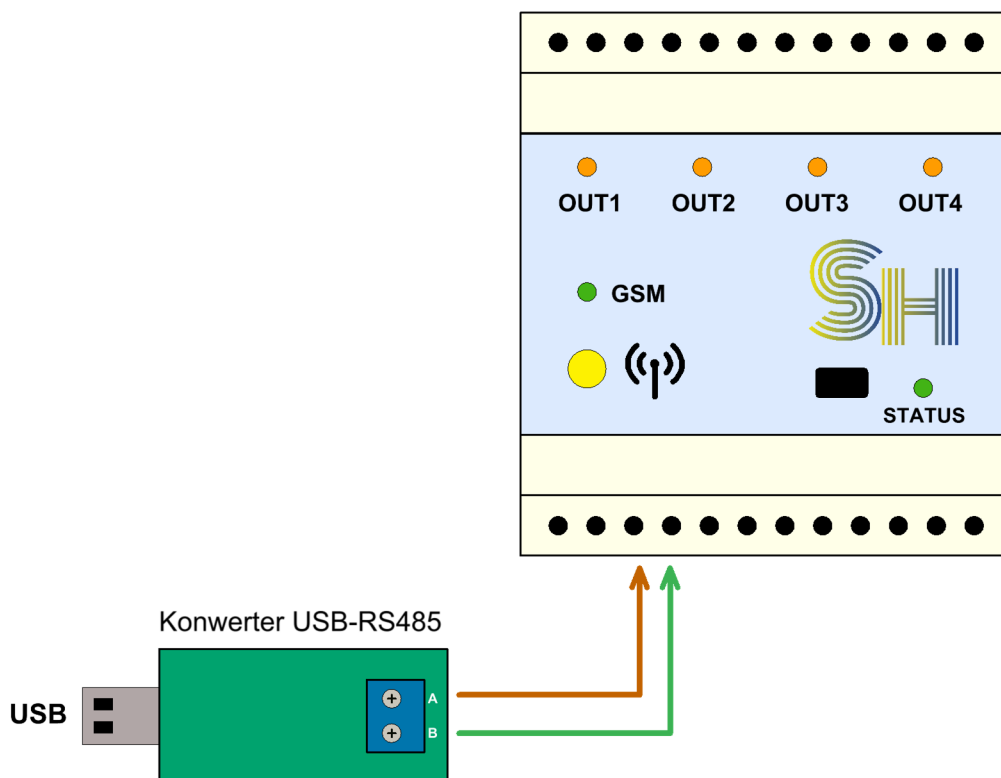 OUT1 OUT2 OUT3 OUT4
GSM
SH
STATUS
Konwerter USB-RS485
A
USB
B